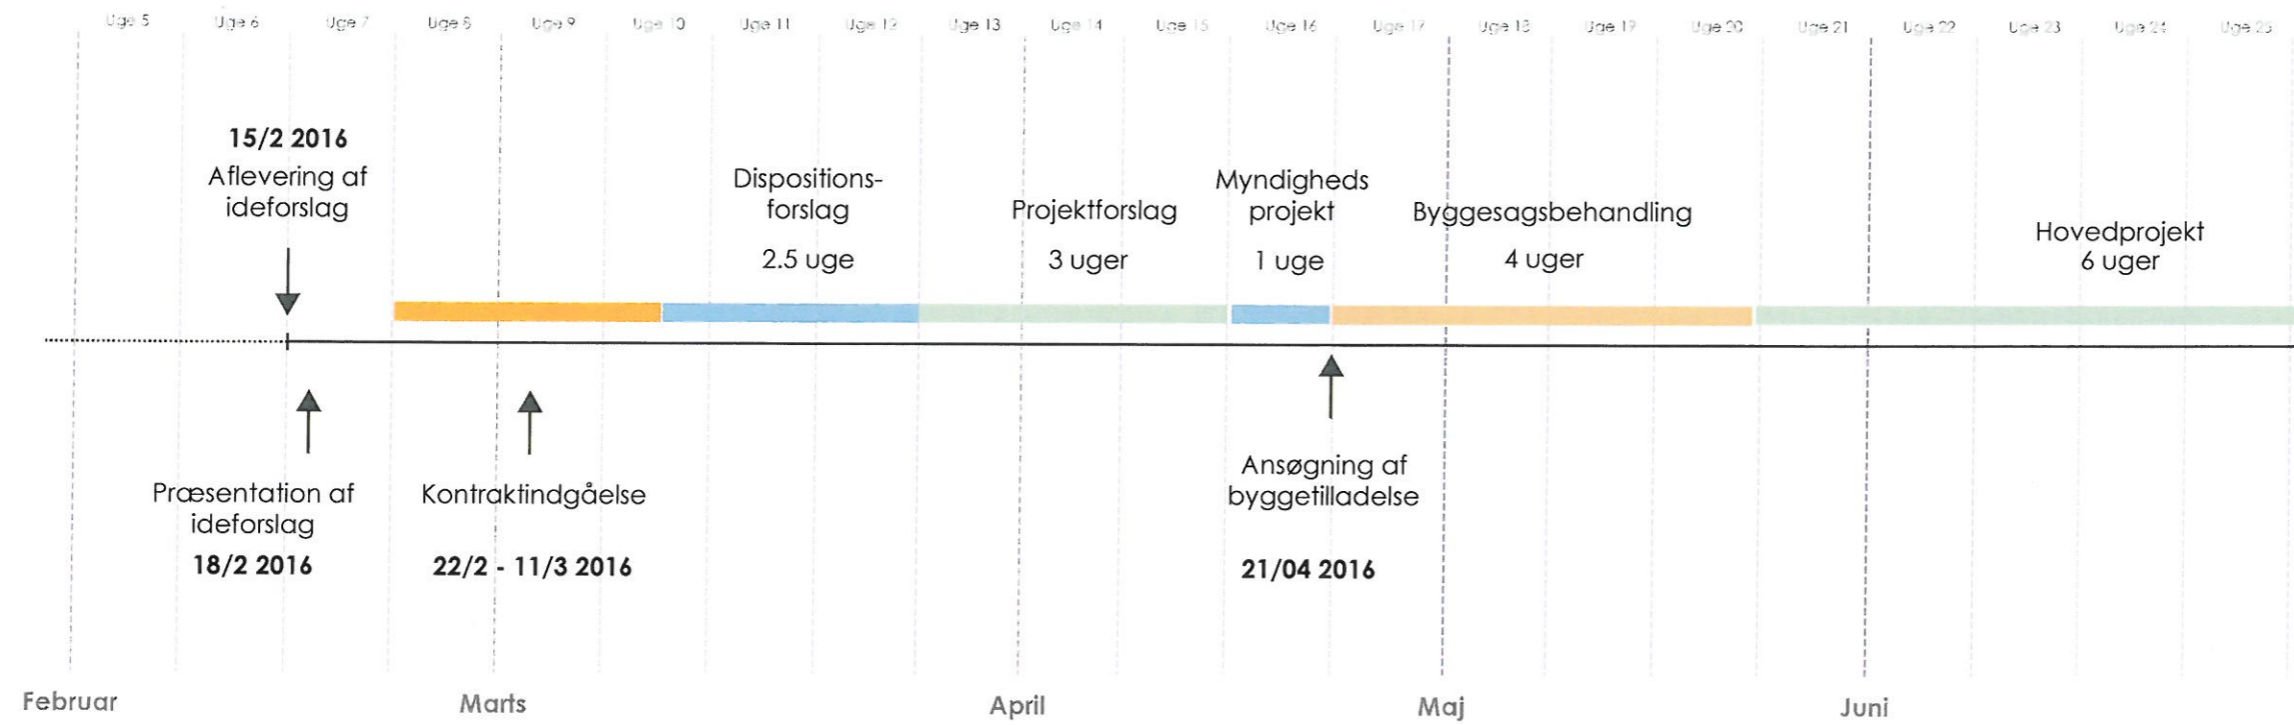 Uge 5 Uge 6 Uge 7 Uge 8 Uge 9 Uge 10 Uge 11 Uge 12 Uge 13 Uge 14 Uge 15 Uge 16 Uge 17 Uge 18 Uge 19 Uge 20 Uge 21 Uge 22 Uge 23 Uge 24 Uge 25
15/2 2016
Aflevering af
ideforslag
Dispositions-
forslag
2.5 uge
Projektforslag
3 uger
Myndigheds
projekt
1 uge
Byggesagsbehandling
4 uger
Hovedprojekt
6 uger
Præsentation af
ideforslag
18/2 2016
Kontraktindgåelse
22/2 - 11/3 2016
Ansøgning af
byggetilladelse
21/04 2016
Februar Marts April Maj Juni